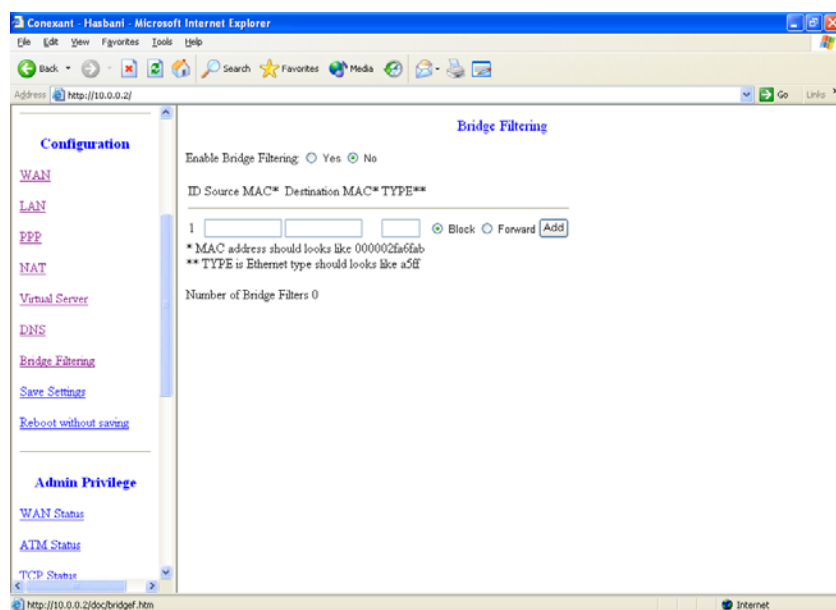 Conexant - Hasbani - Microsoft Internet Explorer
File Edit View Favorites Tools Help
Back Search Favorites Media
Address http://10.0.0.2/ Go Links
Configuration
WAN
LAN
PPP
NAT
Virtual Server
DNS
Bridge Filtering
Save Settings
Reboot without saving
Admin Privilege
WAN Status
ATM Status
TCP Status
Bridge Filtering
Enable Bridge Filtering: Yes No
ID Source MAC* Destination MAC* TYPE**
1 Block Forward Add
* MAC address should looks like 000002fa6fab
** TYPE is Ethernet type should looks like a5ff
Number of Bridge Filters 0
http://10.0.0.2/doc/bridgef.htm Internet